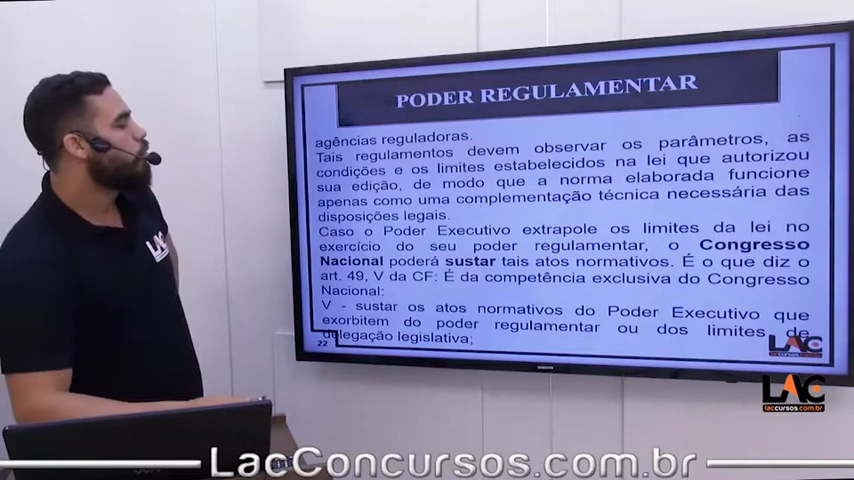 PODER REGULAMENTAR
agências reguladoras.
Tais regulamentos devem observar os parâmetros, as
condições e os limites estabelecidos na lei que autorizou
sua edição, de modo que a norma elaborada funcione
apenas como uma complementação técnica necessária das
disposições legais.
Caso o Poder Executivo extrapole os limites da lei no
exercício do seu poder regulamentar, o Congresso
Nacional poderá sustar tais atos normativos. É o que diz o
art. 49, V da CF: É da competência exclusiva do Congresso
Nacional:
V - sustar os atos normativos do Poder Executivo que
exorbitem do poder regulamentar ou dos limites de
delegação legislativa;
22
LAC
SAMSUNG
LAC
laccursos.com.br
LAC
LacConcursos.com.br